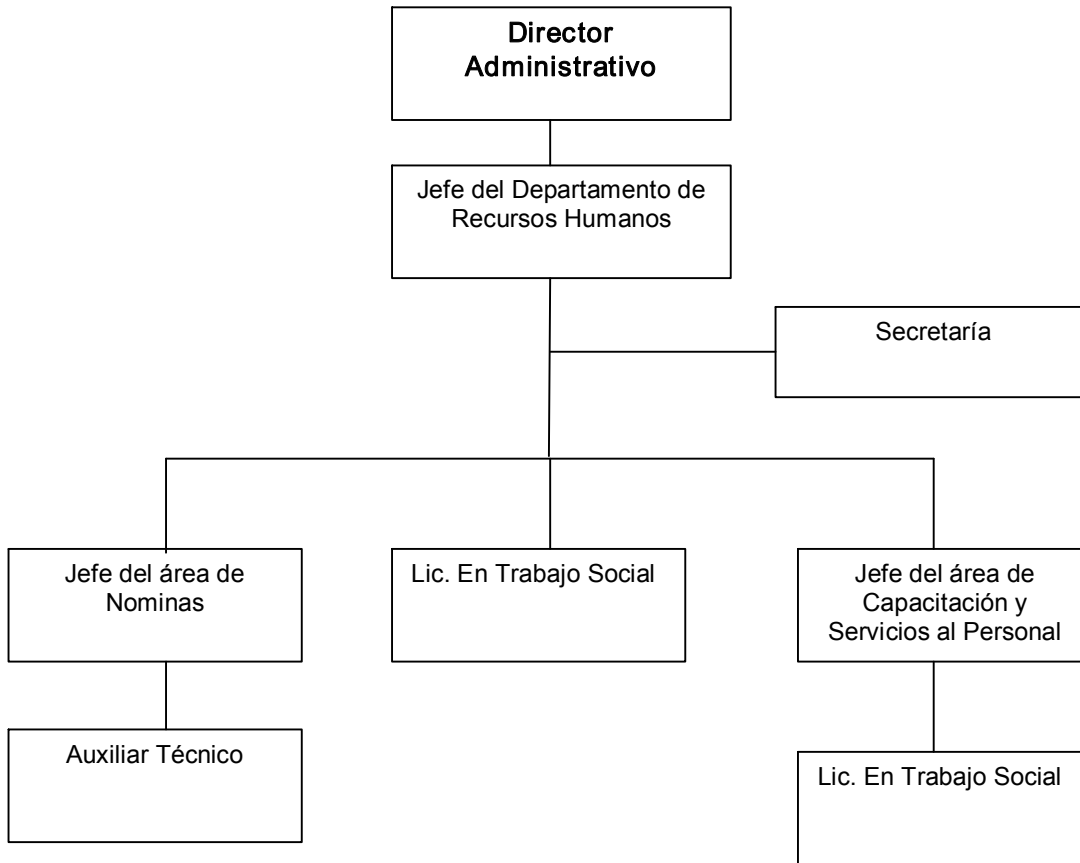 Director
Administrativo
Jefe del Departamento de
Recursos Humanos
Secretaría
Jefe del área de
Nominas
Lic. En Trabajo Social
Jefe del área de
Capacitación y
Servicios al Personal
Auxiliar Técnico
Lic. En Trabajo Social